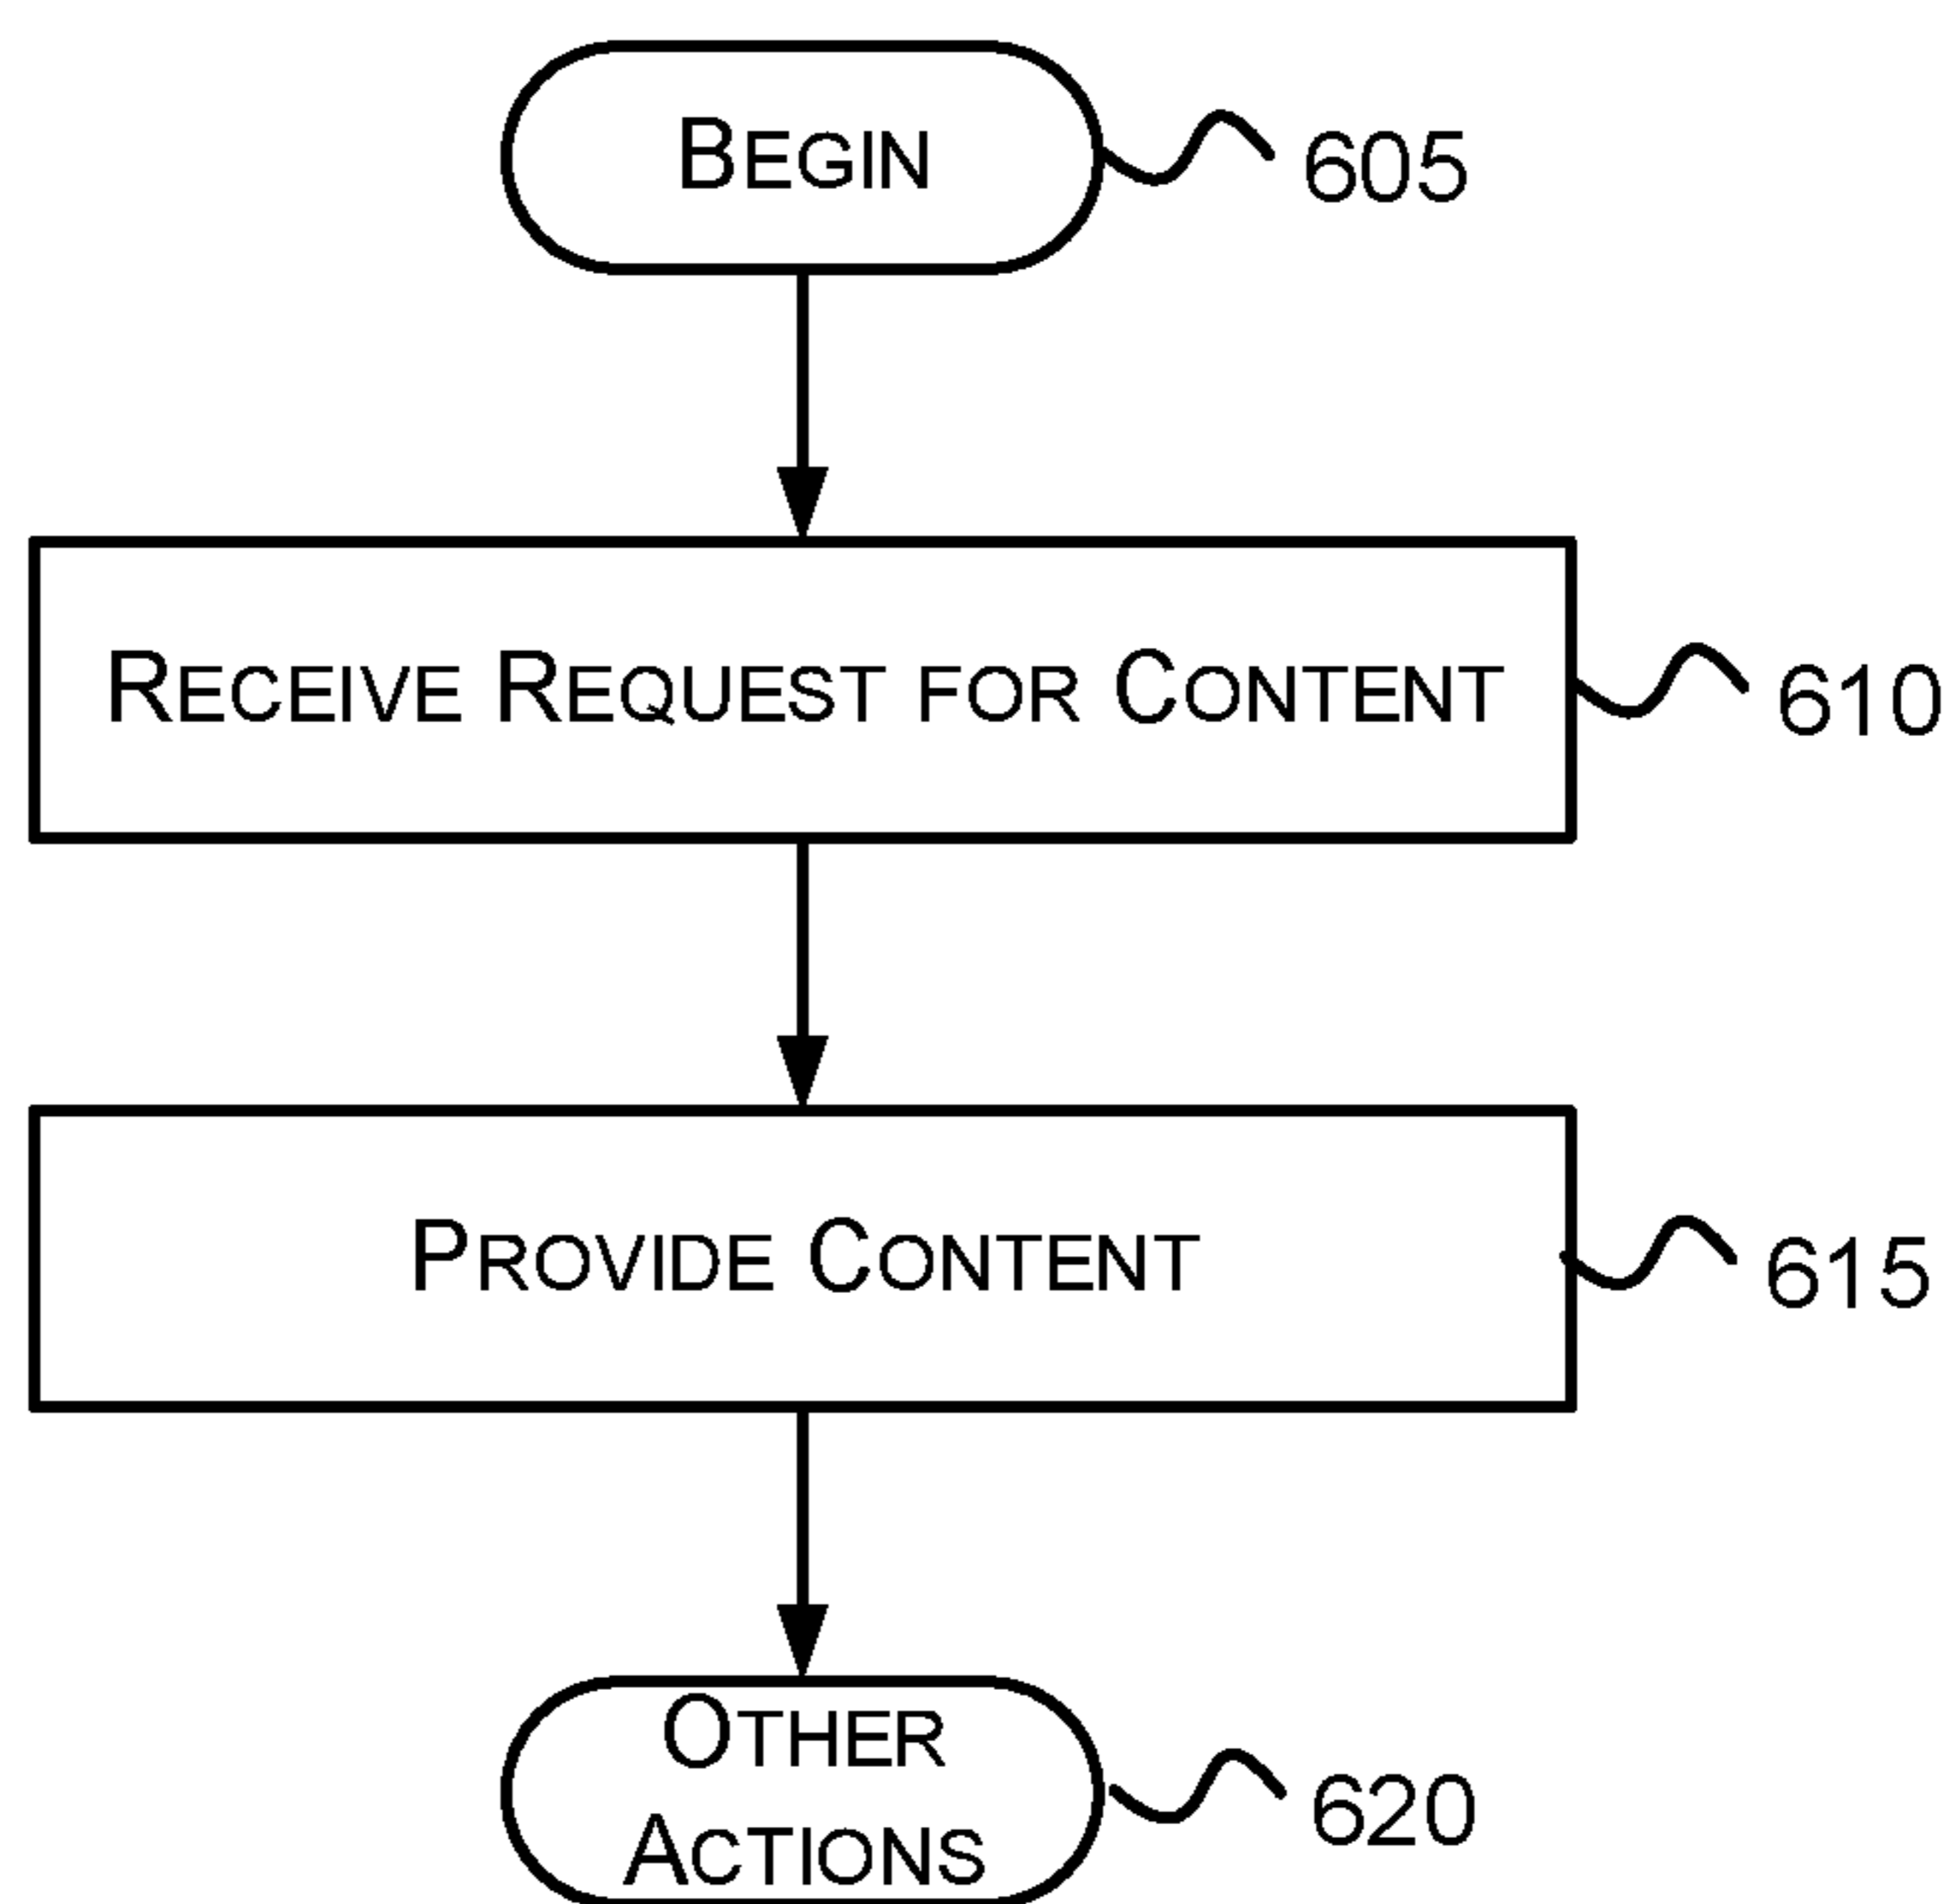 BEGIN
605
RECEIVE REQUEST FOR CONTENT
610
PROVIDE CONTENT
615
OTHER
ACTIONS
620